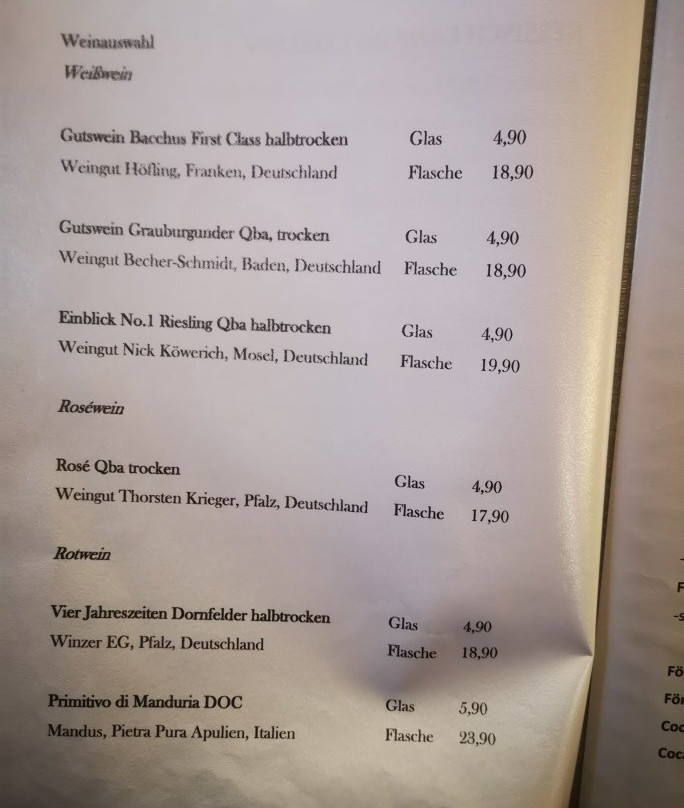 Weinauswahl
Weißwein
Gutswein Bacchus First Class halbtrocken Glas 4,90
Weingut Höfling, Franken, Deutschland Flasche 18,90
Gutswein Grauburgunder Qba, trocken Glas 4,90
Weingut Becher-Schmidt, Baden, Deutschland Flasche 18,90
Einblick No.1 Riesling Qba halbtrocken Glas 4,90
Weingut Nick Köwerich, Mosel, Deutschland Flasche 19,90
Roséwein
Rosé Qba trocken Glas 4,90
Weingut Thorsten Krieger, Pfalz, Deutschland Flasche 17,90
Rotwein
Vier Jahreszeiten Dornfelder halbtrocken Glas 4,90
Winzer EG, Pfalz, Deutschland Flasche 18,90
Primitivo di Manduria DOC Glas 5,90
Mandus, Pietra Pura Apulien, Italien Flasche 23,90